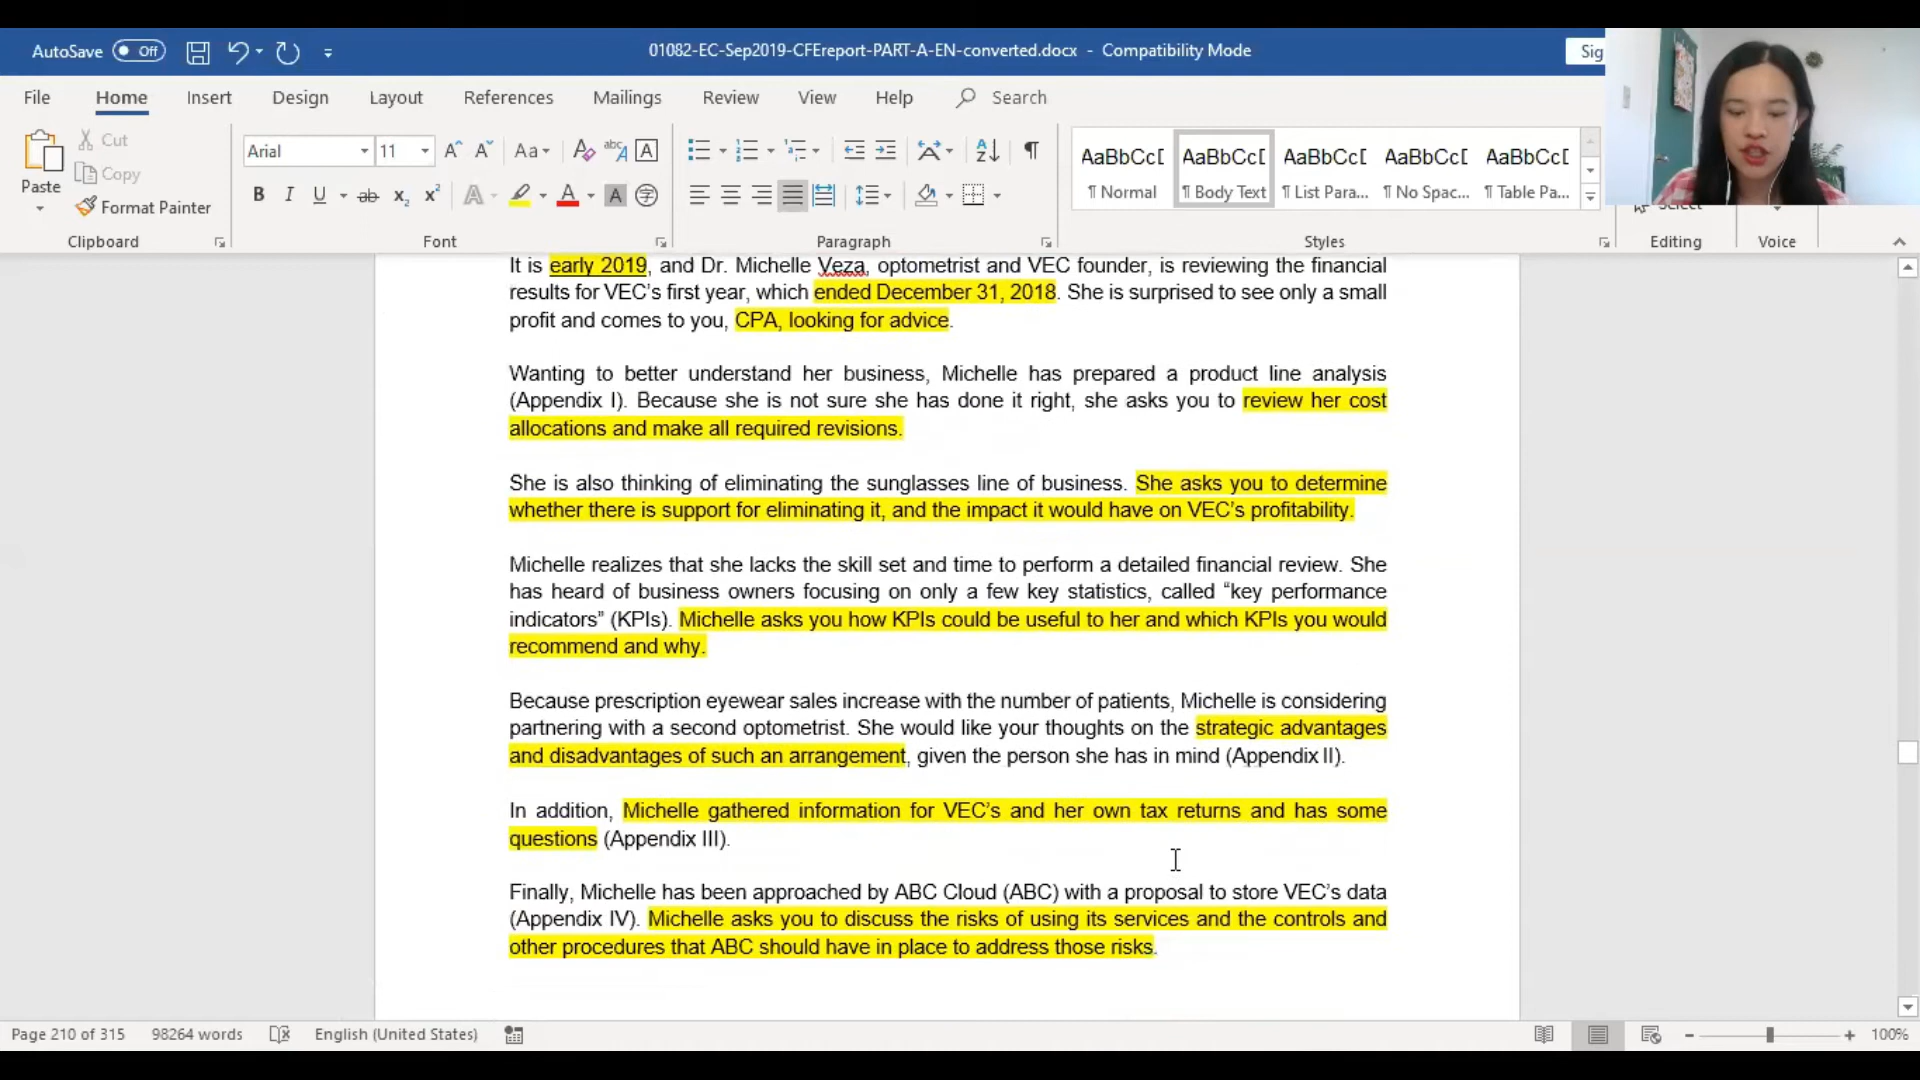 AutoSave Off 01082-EC-Sep2019-CFEreport-PART-A-EN-converted.docx - Compatibility Mode Sig
File Home Insert Design Layout References Mailings Review View Help Search
Paste Cut Copy Format Painter
Arial 11 Aa
AaBbCc[ AaBbCc[ AaBbCc[ AaBbCc[ AaBbCc[
¶ Normal ¶ Body Text ¶ List Para... ¶ No Spac... ¶ Table Pa...
Select
Clipboard Font Paragraph Styles Editing Voice
It is early 2019, and Dr. Michelle Veza, optometrist and VEC founder, is reviewing the financial
results for VEC's first year, which ended December 31, 2018. She is surprised to see only a small
profit and comes to you, CPA, looking for advice.
Wanting to better understand her business, Michelle has prepared a product line analysis
(Appendix I). Because she is not sure she has done it right, she asks you to review her cost
allocations and make all required revisions.
She is also thinking of eliminating the sunglasses line of business. She asks you to determine
whether there is support for eliminating it, and the impact it would have on VEC's profitability.
Michelle realizes that she lacks the skill set and time to perform a detailed financial review. She
has heard of business owners focusing on only a few key statistics, called “key performance
indicators” (KPIs). Michelle asks you how KPIs could be useful to her and which KPIs you would
recommend and why.
Because prescription eyewear sales increase with the number of patients, Michelle is considering
partnering with a second optometrist. She would like your thoughts on the strategic advantages
and disadvantages of such an arrangement, given the person she has in mind (Appendix II).
In addition, Michelle gathered information for VEC's and her own tax returns and has some
questions (Appendix III).
Finally, Michelle has been approached by ABC Cloud (ABC) with a proposal to store VEC's data
(Appendix IV). Michelle asks you to discuss the risks of using its services and the controls and
other procedures that ABC should have in place to address those risks.
Page 210 of 315 98264 words English (United States) 100%